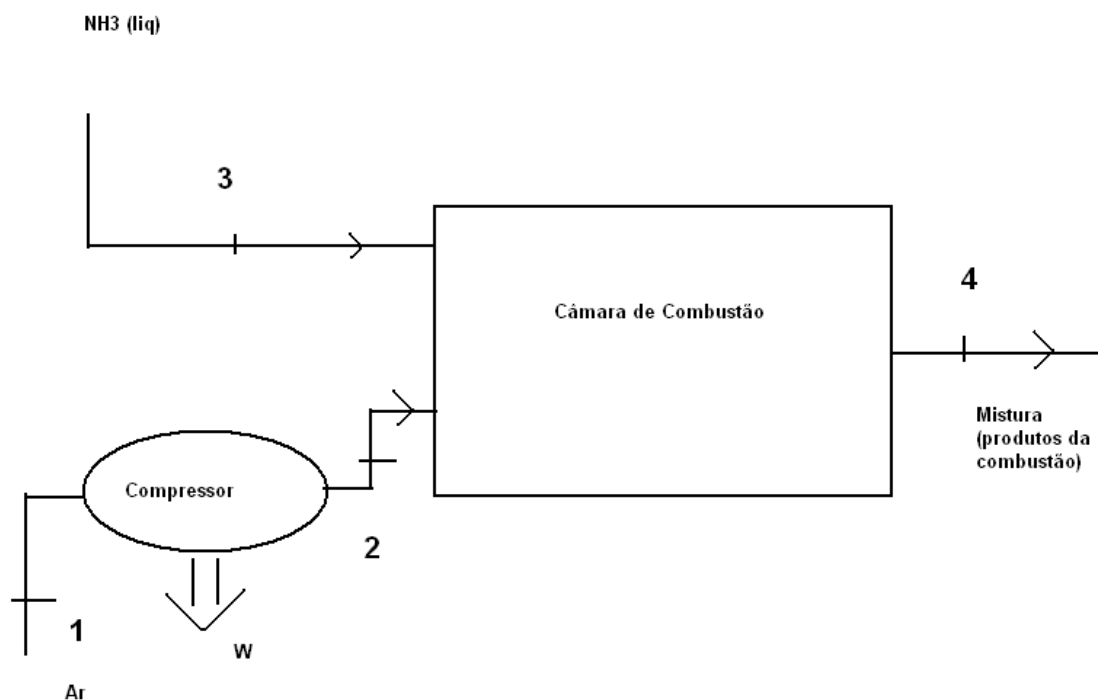 NH3 (liq)
3
Câmara de Combustão
4
Mistura
(produtos da
combustão)
Compressor
2
1
W
Ar